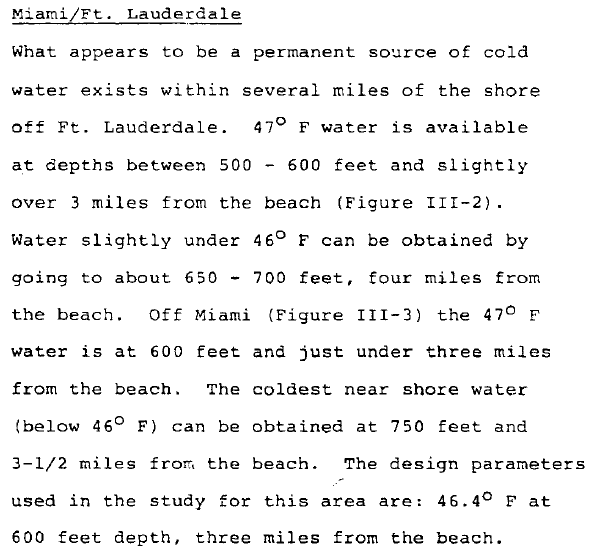 Miami/Ft. Lauderdale
What appears to be a permanent source of cold
water exists within several miles of the shore
off Ft. Lauderdale.  47° F water is available
at depths between 500 - 600 feet and slightly
over 3 miles from the beach (Figure III-2).
Water slightly under 46° F can be obtained by
going to about 650 - 700 feet, four miles from
the beach.  Off Miami (Figure III-3) the 47° F
water is at 600 feet and just under three miles
from the beach.  The coldest near shore water
(below 46° F) can be obtained at 750 feet and
3-1/2 miles from the beach.  The design parameters
used in the study for this area are: 46.4° F at
600 feet depth, three miles from the beach.